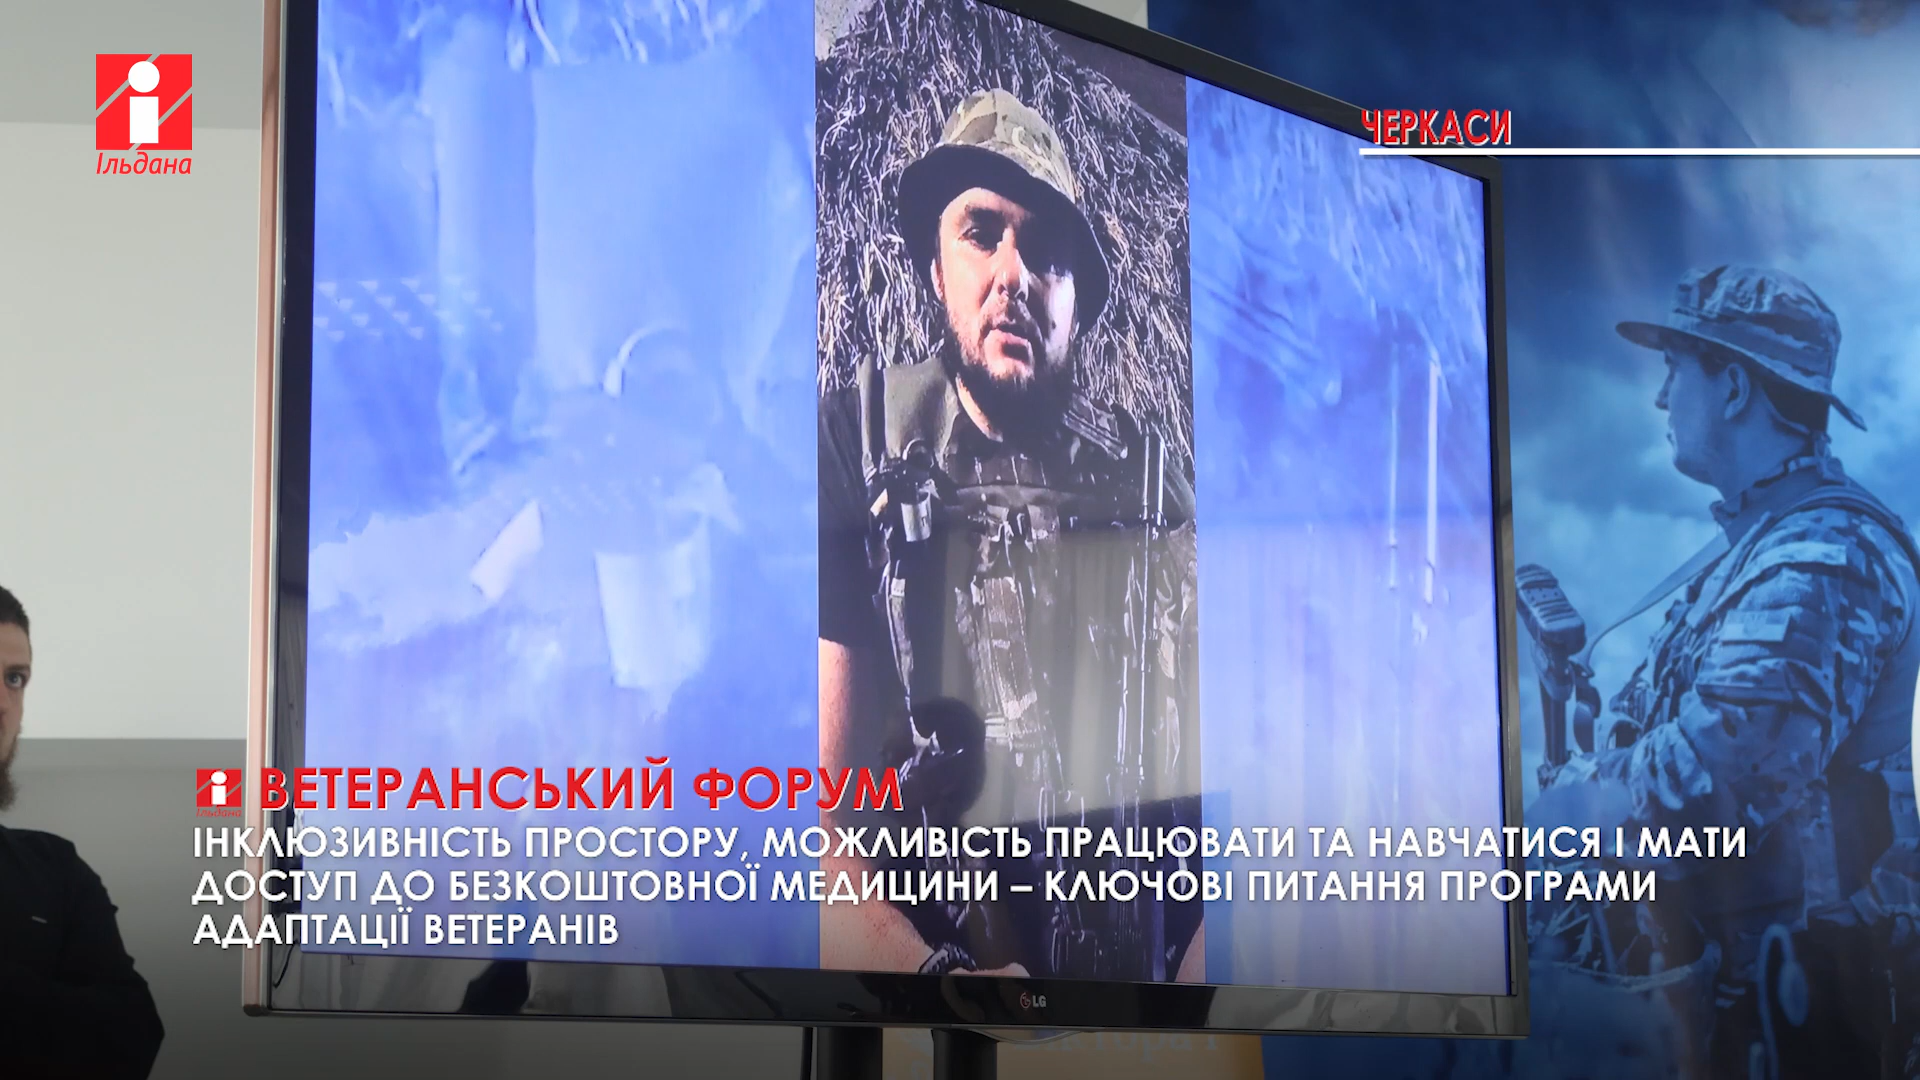 Ільдана
ЧЕРКАСИ
Ільдана
ВЕТЕРАНСЬКИЙ ФОРУМ
ІНКЛЮЗИВНІСТЬ ПРОСТОРУ, МОЖЛИВІСТЬ ПРАЦЮВАТИ ТА НАВЧАТИСЯ І МАТИ
ДОСТУП ДО БЕЗКОШТОВНОЇ МЕДИЦИНИ – КЛЮЧОВІ ПИТАННЯ ПРОГРАМИ
АДАПТАЦІЇ ВЕТЕРАНІВ
LG